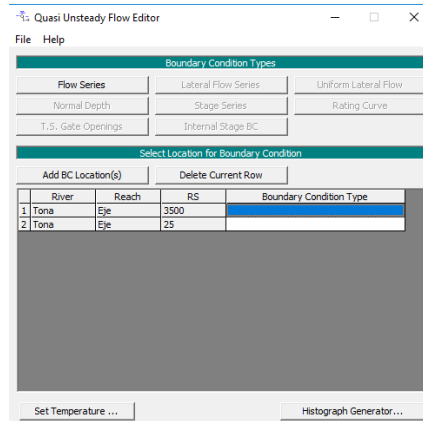 Quasi Unsteady Flow Editor
File Help
Boundary Condition Types
Flow Series Lateral Flow Series Uniform Lateral Flow
Normal Depth Stage Series Rating Curve
T.S. Gate Openings Internal Stage BC
Select Location for Boundary Condition
Add BC Location(s) Delete Current Row
River Reach RS Boundary Condition Type
1 Tona Eje 3500
2 Tona Eje 25
Set Temperature ... Histograph Generator...